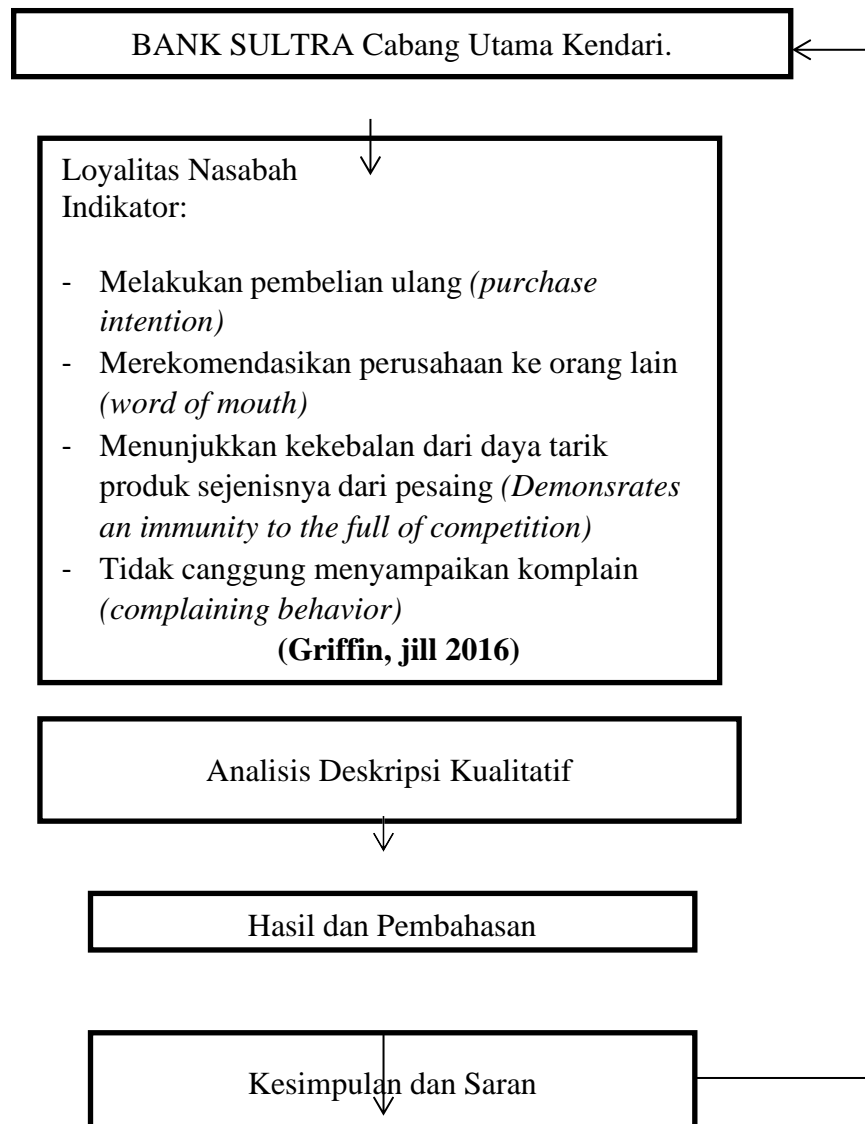 BANK SULTRA Cabang Utama Kendari.
Loyalitas Nasabah
Indikator:
- Melakukan pembelian ulang (purchase
intention)
- Merekomendasikan perusahaan ke orang lain
(word of mouth)
- Menunjukkan kekebalan dari daya tarik
produk sejenisnya dari pesaing (Demonsrates
an immunity to the full of competition)
- Tidak canggung menyampaikan komplain
(complaining behavior)
(Griffin, jill 2016)
Analisis Deskripsi Kualitatif
Hasil dan Pembahasan
Kesimpulan dan Saran